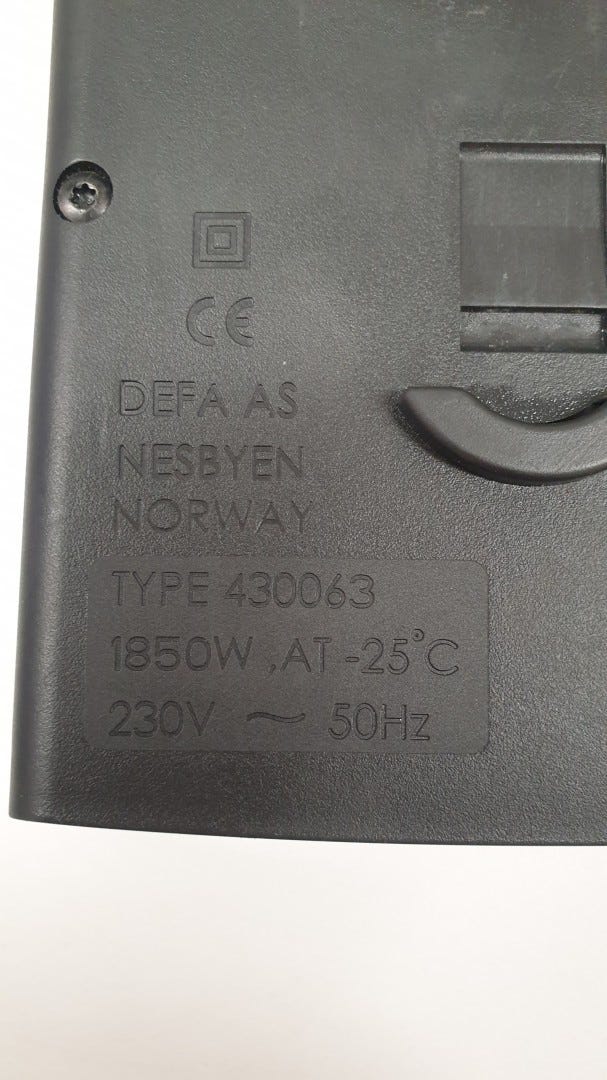 CE
DEFA AS
NESBYEN
NORWAY
TYPE 430063
1850W ,AT -25°C
230V ~ 50Hz